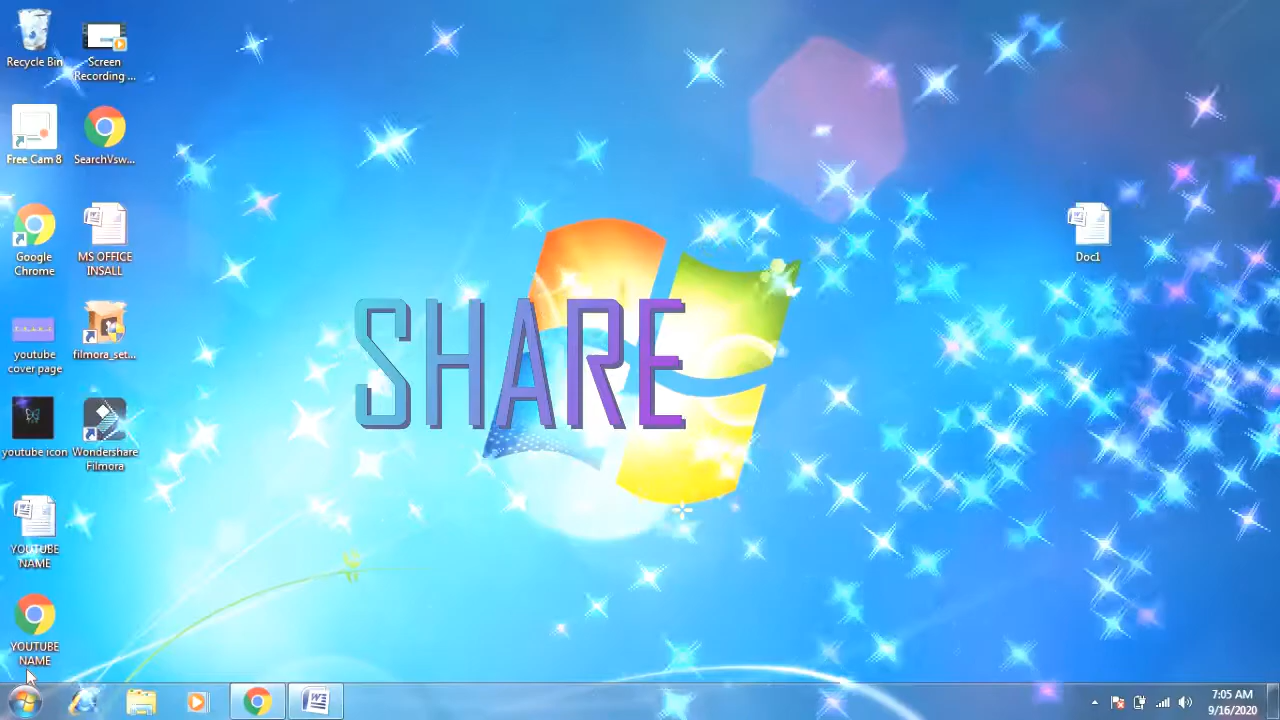 Recycle Bin
Screen
Recording ...
Free Cam 8
SearchVsw...
Google
Chrome
MS OFFICE
INSALL
youtube
cover page
filmora_set...
youtube icon
Wondershare
Filmora
YOUTUBE
NAME
YOUTUBE
NAME
Doc1
SHARE
7:05 AM
9/16/2020